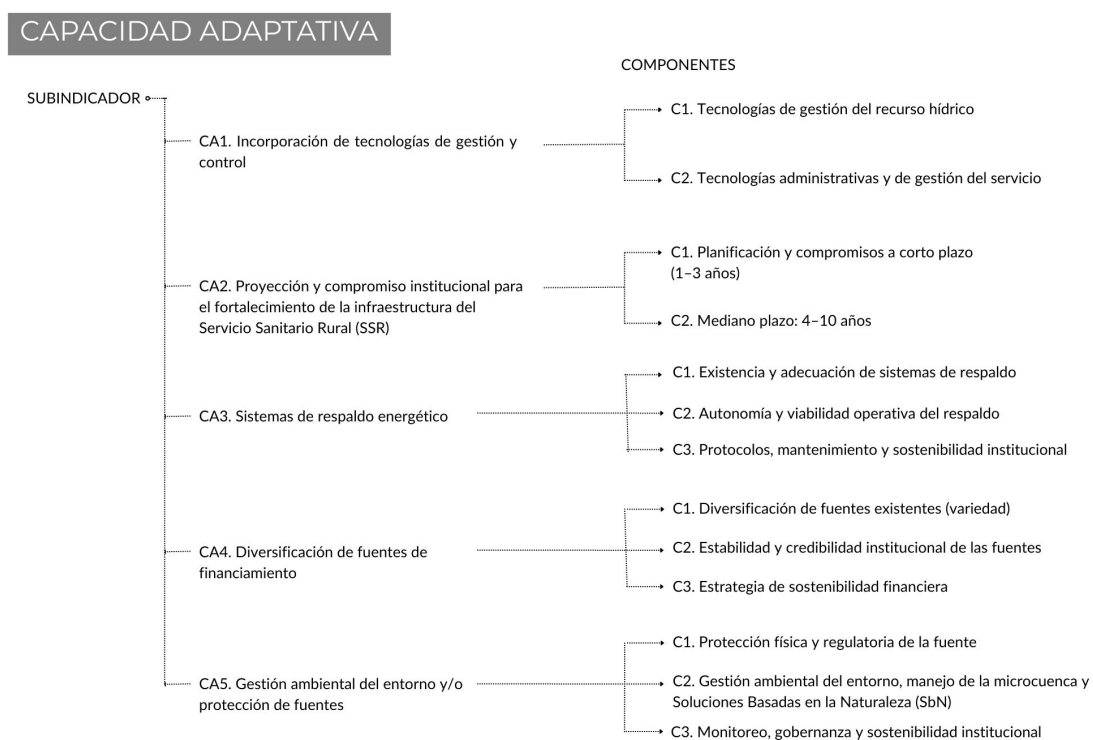 CAPACIDAD ADAPTATIVA
COMPONENTES
SUBINDICADOR
CA1. Incorporación de tecnologías de gestión y
control
C1. Tecnologías de gestión del recurso hídrico
C2. Tecnologías administrativas y de gestión del servicio
CA2. Proyección y compromiso institucional para
el fortalecimiento de la infraestructura del
Servicio Sanitario Rural (SSR)
C1. Planificación y compromisos a corto plazo
(1–3 años)
C2. Mediano plazo: 4–10 años
CA3. Sistemas de respaldo energético
C1. Existencia y adecuación de sistemas de respaldo
C2. Autonomía y viabilidad operativa del respaldo
C3. Protocolos, mantenimiento y sostenibilidad institucional
CA4. Diversificación de fuentes de
financiamiento
C1. Diversificación de fuentes existentes (variedad)
C2. Estabilidad y credibilidad institucional de las fuentes
C3. Estrategia de sostenibilidad financiera
CA5. Gestión ambiental del entorno y/o
protección de fuentes
C1. Protección física y regulatoria de la fuente
C2. Gestión ambiental del entorno, manejo de la microcuenca y
Soluciones Basadas en la Naturaleza (SbN)
C3. Monitoreo, gobernanza y sostenibilidad institucional